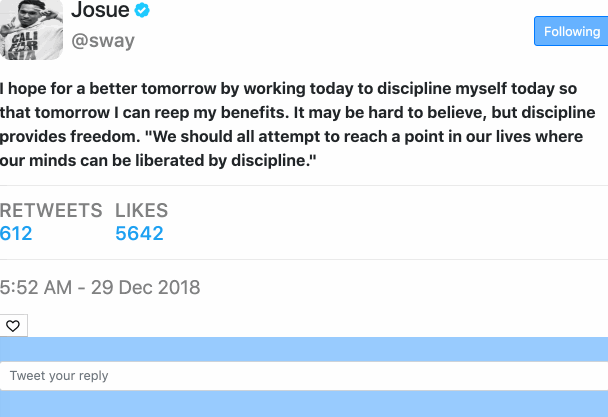 Josue
@sway
Following
CALI
FOR
NIA
I hope for a better tomorrow by working today to discipline myself today so
that tomorrow I can reep my benefits. It may be hard to believe, but discipline
provides freedom. "We should all attempt to reach a point in our lives where
our minds can be liberated by discipline."
RETWEETS LIKES
612 5642
5:52 AM - 29 Dec 2018
Tweet your reply